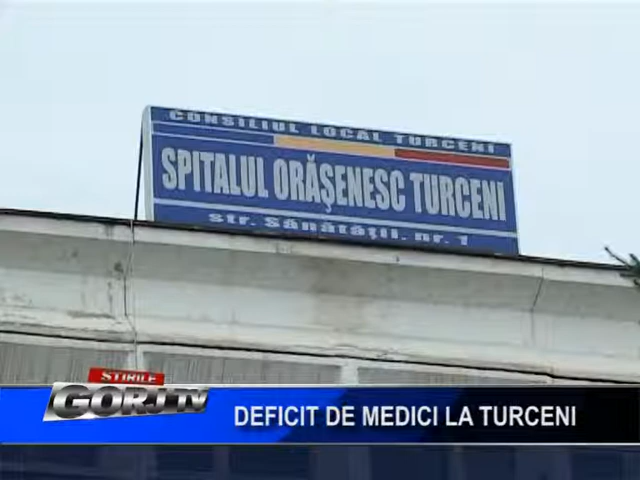 CONSILIUL LOCAL TURCENI
SPITALUL ORĂŞENESC TURCENI
str. Sănătăţii. nr. 1
STIRILE
GORJ TV
DEFICIT DE MEDICI LA TURCENI